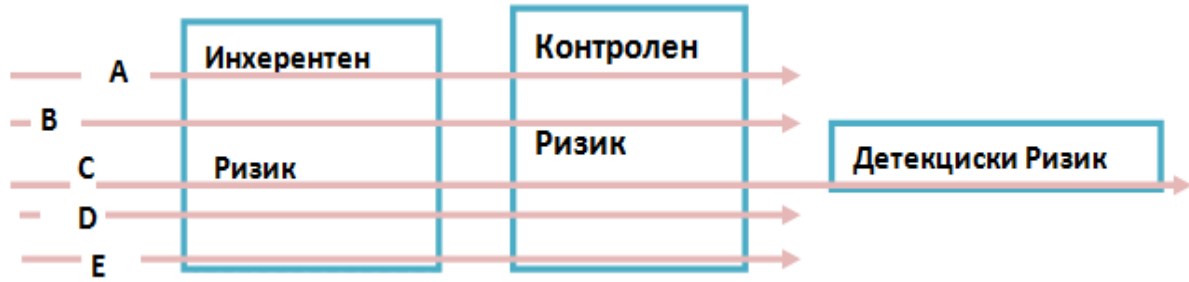 Инхерентен
Ризик
Контролен
Ризик
Детекциски Ризик
A
B
C
D
E